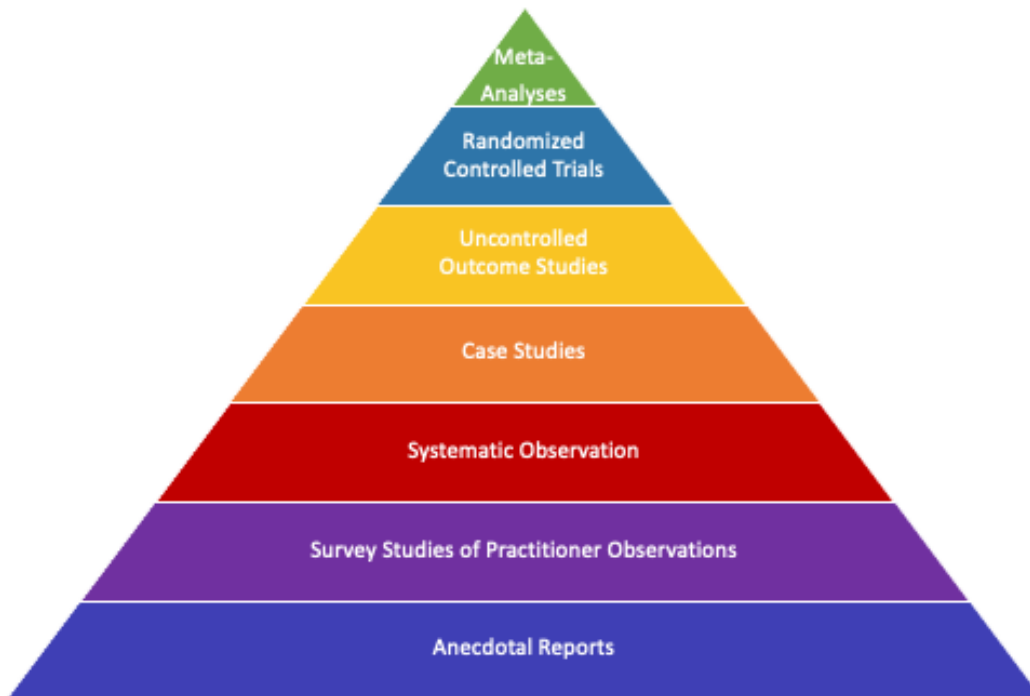 Meta-
Analyses
Randomized
Controlled Trials
Uncontrolled
Outcome Studies
Case Studies
Systematic Observation
Survey Studies of Practitioner Observations
Anecdotal Reports